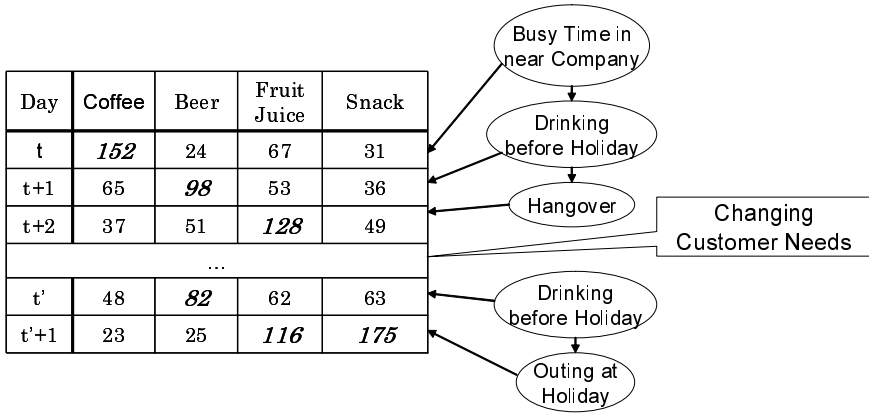 Busy Time in
near Company
Day Coffee Beer Fruit Juice Snack
t 152 24 67 31
Drinking
before Holiday
t+1 65 98 53 36
Hangover
t+2 37 51 128 49
Changing
Customer Needs
...
t' 48 82 62 63
Drinking
before Holiday
t'+1 23 25 116 175
Outing at
Holiday